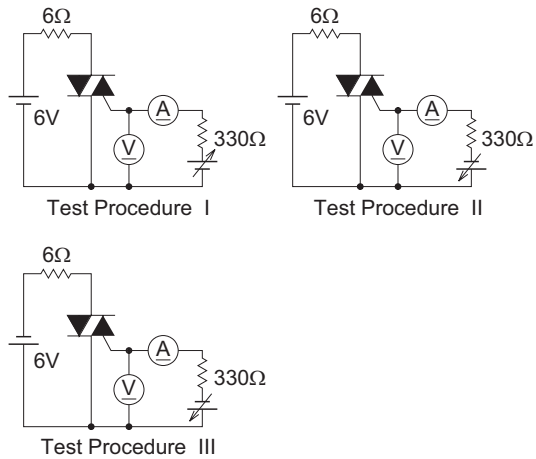 6Ω
6V
A
V
330Ω
Test Procedure I
6Ω
6V
A
V
330Ω
Test Procedure II
6Ω
6V
A
V
330Ω
Test Procedure III